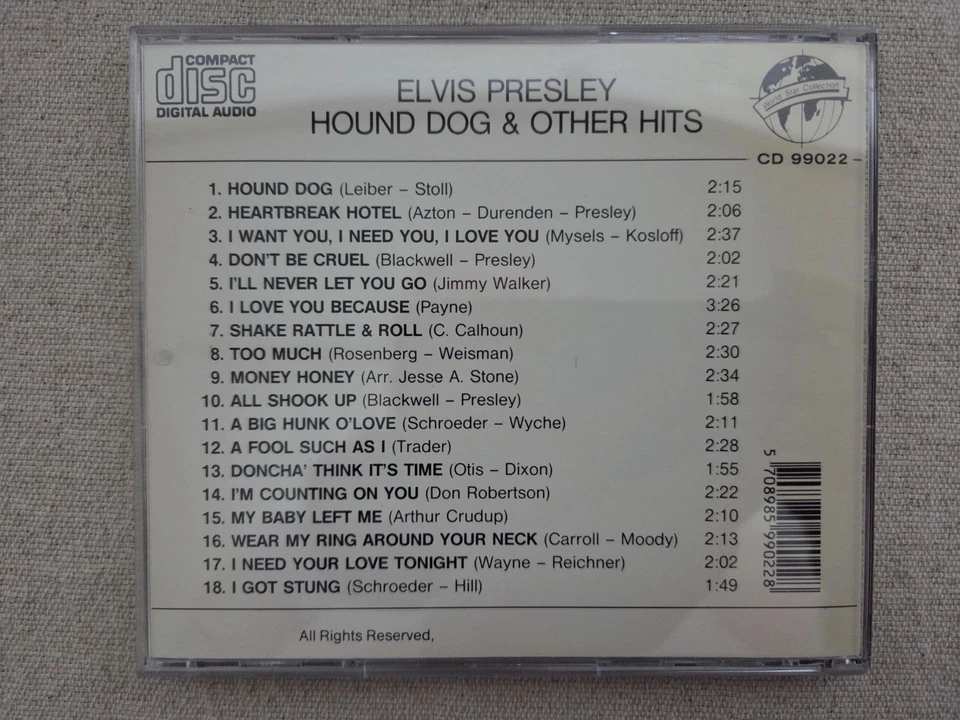 COMPACT
disc
DIGITAL AUDIO
ELVIS PRESLEY
HOUND DOG & OTHER HITS
World Star Collection
CD 99022
1. HOUND DOG (Leiber – Stoll) 2:15
2. HEARTBREAK HOTEL (Azton – Durenden – Presley) 2:06
3. I WANT YOU, I NEED YOU, I LOVE YOU (Mysels – Kosloff) 2:37
4. DON'T BE CRUEL (Blackwell – Presley) 2:02
5. I'LL NEVER LET YOU GO (Jimmy Walker) 2:21
6. I LOVE YOU BECAUSE (Payne) 3:26
7. SHAKE RATTLE & ROLL (C. Calhoun) 2:27
8. TOO MUCH (Rosenberg – Weisman) 2:30
9. MONEY HONEY (Arr. Jesse A. Stone) 2:34
10. ALL SHOOK UP (Blackwell – Presley) 1:58
11. A BIG HUNK O'LOVE (Schroeder – Wyche) 2:11
12. A FOOL SUCH AS I (Trader) 2:28
13. DONCHA' THINK IT'S TIME (Otis – Dixon) 1:55
14. I'M COUNTING ON YOU (Don Robertson) 2:22
15. MY BABY LEFT ME (Arthur Crudup) 2:10
16. WEAR MY RING AROUND YOUR NECK (Carroll – Moody) 2:13
17. I NEED YOUR LOVE TONIGHT (Wayne – Reichner) 2:02
18. I GOT STUNG (Schroeder – Hill) 1:49
5 708985 990228
All Rights Reserved,